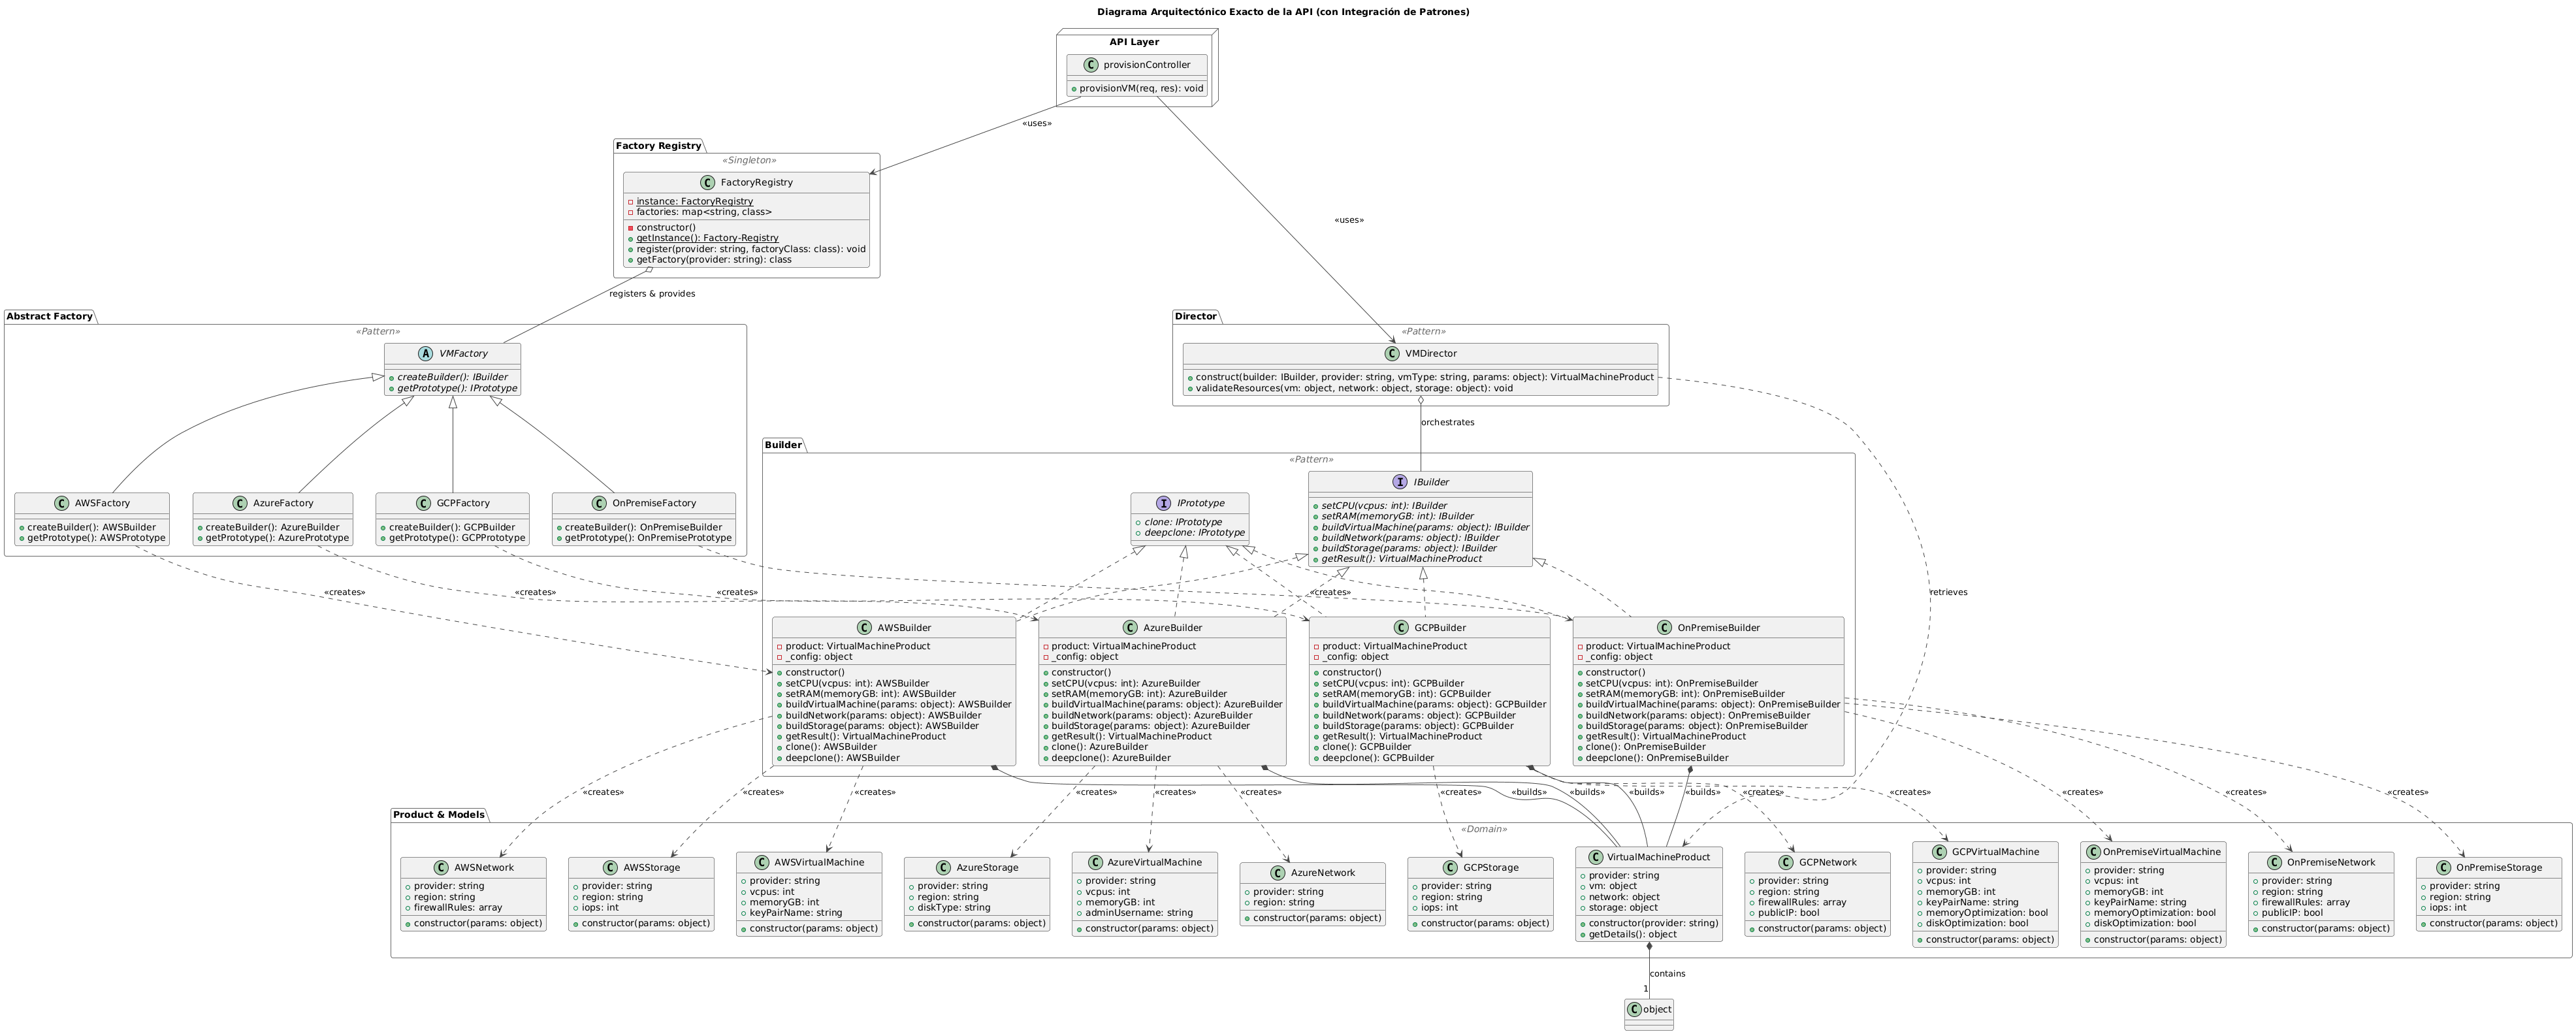 Diagrama Arquitectónico Exacto de la API (con Integración de Patrones)
API Layer
C provisionController
provisionVM(req, res): void
«uses»
«uses»
Factory Registry
«Singleton»
C FactoryRegistry
instance: FactoryRegistry
factories: map<string, class>
constructor()
getInstance(): Factory-Registry
register(provider: string, factoryClass: class): void
getFactory(provider: string): class
registers & provides
Abstract Factory
«Pattern»
A VMFactory
createBuilder(): IBuilder
getPrototype(): IPrototype
C AWSFactory
createBuilder(): AWSBuilder
getPrototype(): AWSPrototype
C AzureFactory
createBuilder(): AzureBuilder
getPrototype(): AzurePrototype
C GCPFactory
createBuilder(): GCPBuilder
getPrototype(): GCPPrototype
C OnPremiseFactory
createBuilder(): OnPremiseBuilder
getPrototype(): OnPremisePrototype
Director
«Pattern»
C VMDirector
construct(builder: IBuilder, provider: string, vmType: string, params: object): VirtualMachineProduct
validateResources(vm: object, network: object, storage: object): void
orchestrates
retrieves
Builder
«Pattern»
I IPrototype
clone: IPrototype
deepclone: IPrototype
I IBuilder
setCPU(vcpus: int): IBuilder
setRAM(memoryGB: int): IBuilder
buildVirtualMachine(params: object): IBuilder
buildNetwork(params: object): IBuilder
buildStorage(params: object): IBuilder
getResult(): VirtualMachineProduct
«creates»
«creates»
«creates»
«creates»
C AWSBuilder
product: VirtualMachineProduct
_config: object
constructor()
setCPU(vcpus: int): AWSBuilder
setRAM(memoryGB: int): AWSBuilder
buildVirtualMachine(params: object): AWSBuilder
buildNetwork(params: object): AWSBuilder
buildStorage(params: object): AWSBuilder
getResult(): VirtualMachineProduct
clone(): AWSBuilder
deepclone(): AWSBuilder
C AzureBuilder
product: VirtualMachineProduct
_config: object
constructor()
setCPU(vcpus: int): AzureBuilder
setRAM(memoryGB: int): AzureBuilder
buildVirtualMachine(params: object): AzureBuilder
buildNetwork(params: object): AzureBuilder
buildStorage(params: object): AzureBuilder
getResult(): VirtualMachineProduct
clone(): AzureBuilder
deepclone(): AzureBuilder
C GCPBuilder
product: VirtualMachineProduct
_config: object
constructor()
setCPU(vcpus: int): GCPBuilder
setRAM(memoryGB: int): GCPBuilder
buildVirtualMachine(params: object): GCPBuilder
buildNetwork(params: object): GCPBuilder
buildStorage(params: object): GCPBuilder
getResult(): VirtualMachineProduct
clone(): GCPBuilder
deepclone(): GCPBuilder
C OnPremiseBuilder
product: VirtualMachineProduct
_config: object
constructor()
setCPU(vcpus: int): OnPremiseBuilder
setRAM(memoryGB: int): OnPremiseBuilder
buildVirtualMachine(params: object): OnPremiseBuilder
buildNetwork(params: object): OnPremiseBuilder
buildStorage(params: object): OnPremiseBuilder
getResult(): VirtualMachineProduct
clone(): OnPremiseBuilder
deepclone(): OnPremiseBuilder
«creates»
«creates»
«creates»
«creates»
«creates»
«creates»
«creates»
«builds»
«builds»
«builds»
«builds»
«creates»
«creates»
«creates»
«creates»
«creates»
Product & Models
«Domain»
C AWSNetwork
provider: string
region: string
firewallRules: array
constructor(params: object)
C AWSStorage
provider: string
region: string
iops: int
constructor(params: object)
C AWSVirtualMachine
provider: string
vcpus: int
memoryGB: int
keyPairName: string
constructor(params: object)
C AzureStorage
provider: string
region: string
diskType: string
constructor(params: object)
C AzureVirtualMachine
provider: string
vcpus: int
memoryGB: int
adminUsername: string
constructor(params: object)
C AzureNetwork
provider: string
region: string
constructor(params: object)
C GCPStorage
provider: string
region: string
iops: int
constructor(params: object)
C VirtualMachineProduct
provider: string
vm: object
network: object
storage: object
constructor(provider: string)
getDetails(): object
C GCPNetwork
provider: string
region: string
firewallRules: array
publicIP: bool
constructor(params: object)
C GCPVirtualMachine
provider: string
vcpus: int
memoryGB: int
keyPairName: string
memoryOptimization: bool
diskOptimization: bool
constructor(params: object)
C OnPremiseVirtualMachine
provider: string
vcpus: int
memoryGB: int
keyPairName: string
memoryOptimization: bool
diskOptimization: bool
constructor(params: object)
C OnPremiseNetwork
provider: string
region: string
firewallRules: array
publicIP: bool
constructor(params: object)
C OnPremiseStorage
provider: string
region: string
iops: int
constructor(params: object)
contains
1
C object